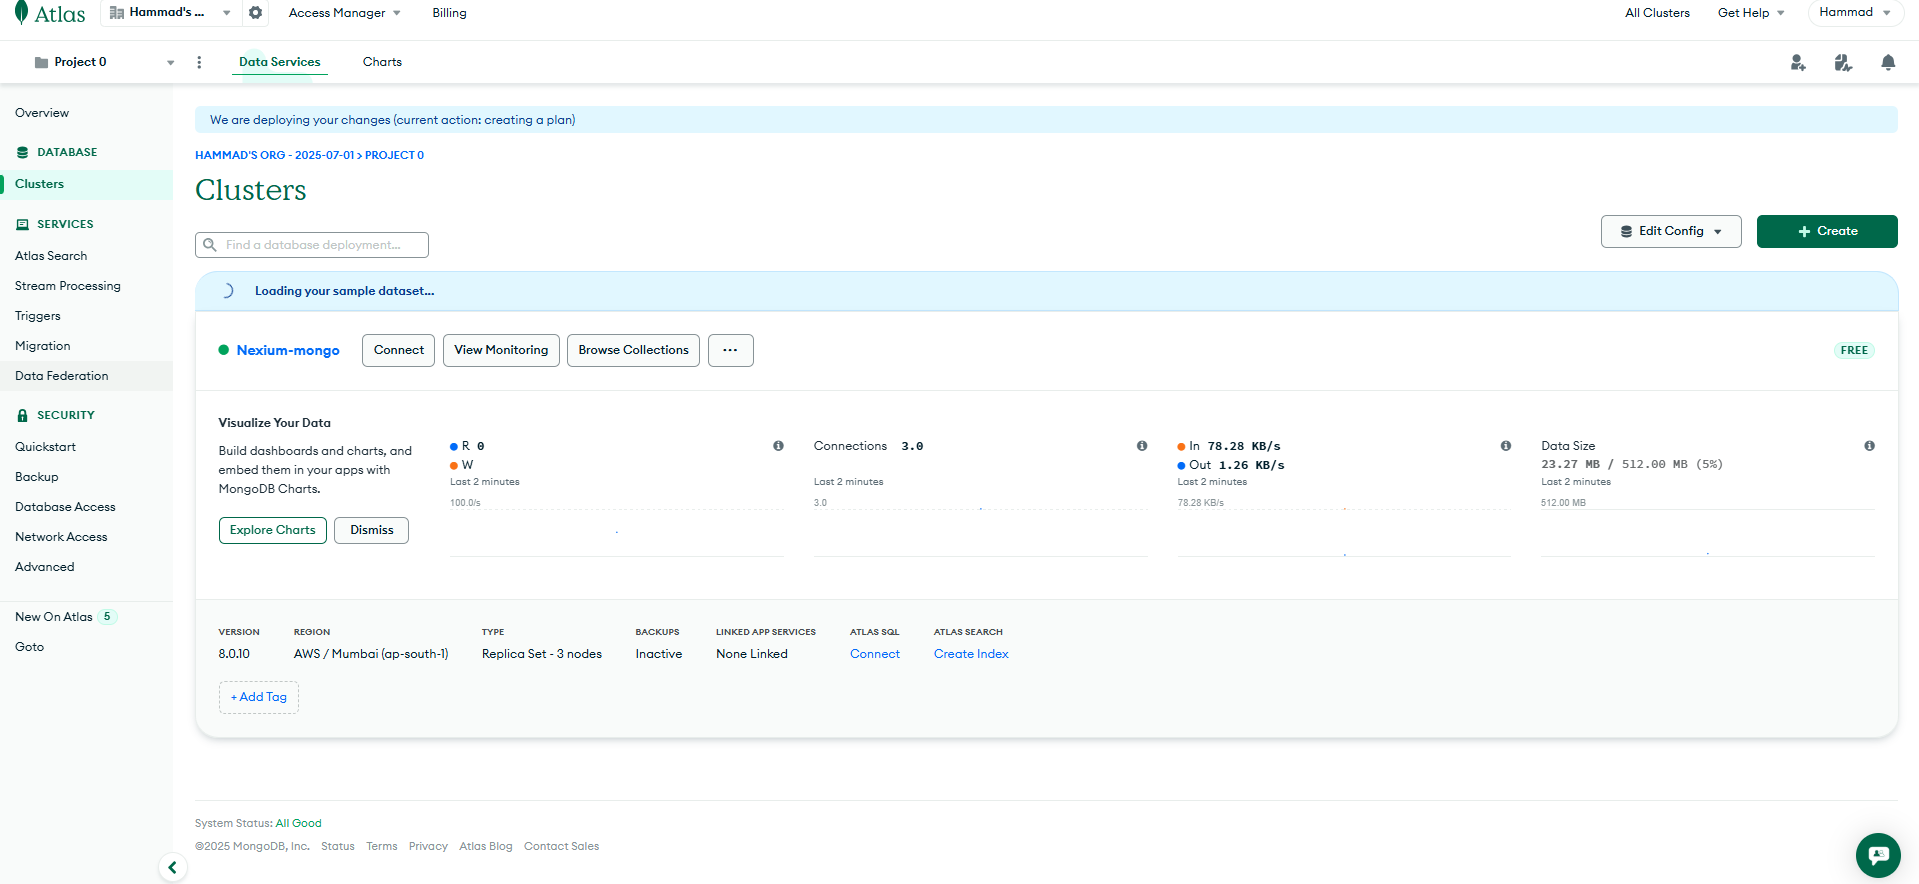 Atlas
Hammad's ...
Access Manager
Billing
All Clusters
Get Help
Hammad
Project 0
Data Services
Charts
Overview
DATABASE
Clusters
SERVICES
Atlas Search
Stream Processing
Triggers
Migration
Data Federation
SECURITY
Quickstart
Backup
Database Access
Network Access
Advanced
New On Atlas 5
Goto
We are deploying your changes (current action: creating a plan)
HAMMAD'S ORG - 2025-07-01 > PROJECT 0
Clusters
Find a database deployment...
Edit Config
+ Create
Loading your sample dataset...
Nexium-mongo
Connect
View Monitoring
Browse Collections
...
FREE
Visualize Your Data
Build dashboards and charts, and
embed them in your apps with
MongoDB Charts.
Explore Charts
Dismiss
R 0
W
Last 2 minutes
100.0/s
Connections 3.0
Last 2 minutes
3.0
In 78.28 KB/s
Out 1.26 KB/s
Last 2 minutes
78.28 KB/s
Data Size
23.27 MB / 512.00 MB (5%)
Last 2 minutes
512.00 MB
VERSION
8.0.10
REGION
AWS / Mumbai (ap-south-1)
TYPE
Replica Set - 3 nodes
BACKUPS
Inactive
LINKED APP SERVICES
None Linked
ATLAS SQL
Connect
ATLAS SEARCH
Create Index
+ Add Tag
System Status: All Good
©2025 MongoDB, Inc. Status Terms Privacy Atlas Blog Contact Sales